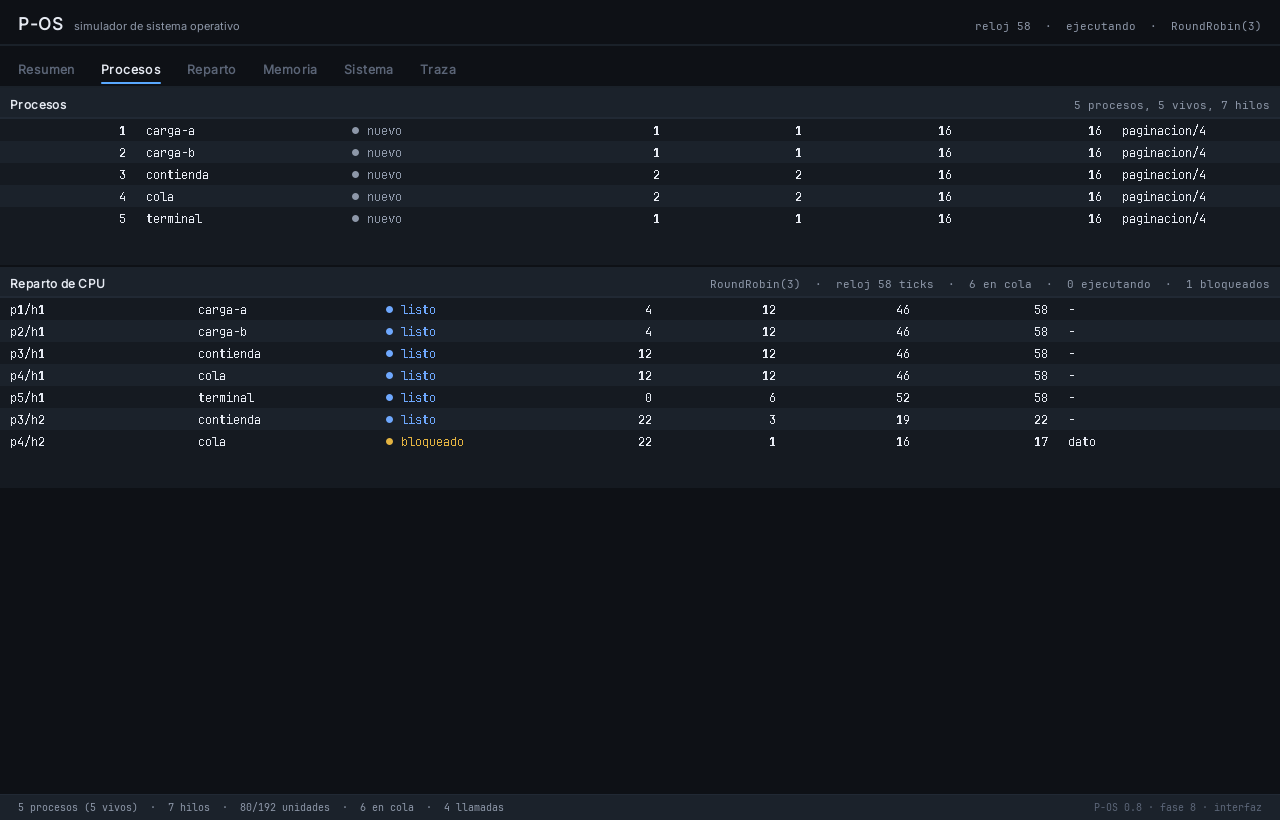 P-OS simulador de sistema operativo reloj 58 · ejecutando · RoundRobin(3)
Resumen Procesos Reparto Memoria Sistema Traza
Procesos 5 procesos, 5 vivos, 7 hilos
1 carga-a nuevo 1 1 16 16 paginacion/4
2 carga-b nuevo 1 1 16 16 paginacion/4
3 contienda nuevo 2 2 16 16 paginacion/4
4 cola nuevo 2 2 16 16 paginacion/4
5 terminal nuevo 1 1 16 16 paginacion/4
Reparto de CPU RoundRobin(3) · reloj 58 ticks · 6 en cola · 0 ejecutando · 1 bloqueados
p1/h1 carga-a listo 4 12 46 58 -
p2/h1 carga-b listo 4 12 46 58 -
p3/h1 contienda listo 12 12 46 58 -
p4/h1 cola listo 12 12 46 58 -
p5/h1 terminal listo 0 6 52 58 -
p3/h2 contienda listo 22 3 19 22 -
p4/h2 cola bloqueado 22 1 16 17 dato
5 procesos (5 vivos) · 7 hilos · 80/192 unidades · 6 en cola · 4 llamadas P-OS 0.8 · fase 8 · interfaz